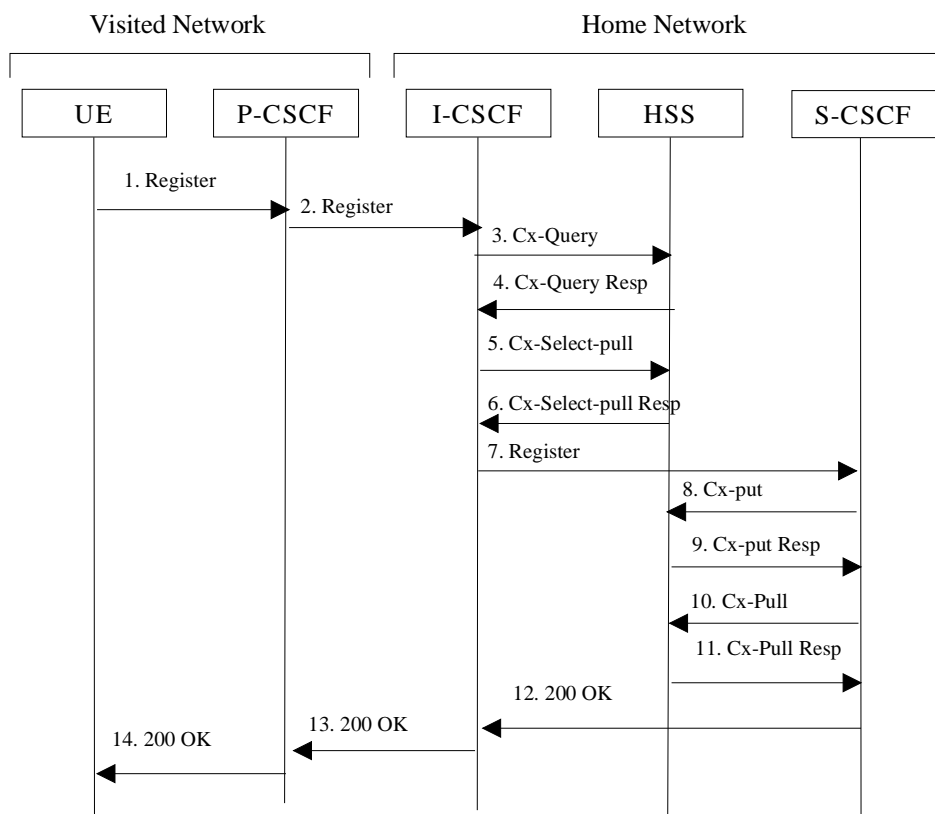 Visited Network
Home Network
UE
P-CSCF
I-CSCF
HSS
S-CSCF
1. Register
2. Register
3. Cx-Query
4. Cx-Query Resp
5. Cx-Select-pull
6. Cx-Select-pull Resp
7. Register
8. Cx-put
9. Cx-put Resp
10. Cx-Pull
11. Cx-Pull Resp
12. 200 OK
13. 200 OK
14. 200 OK